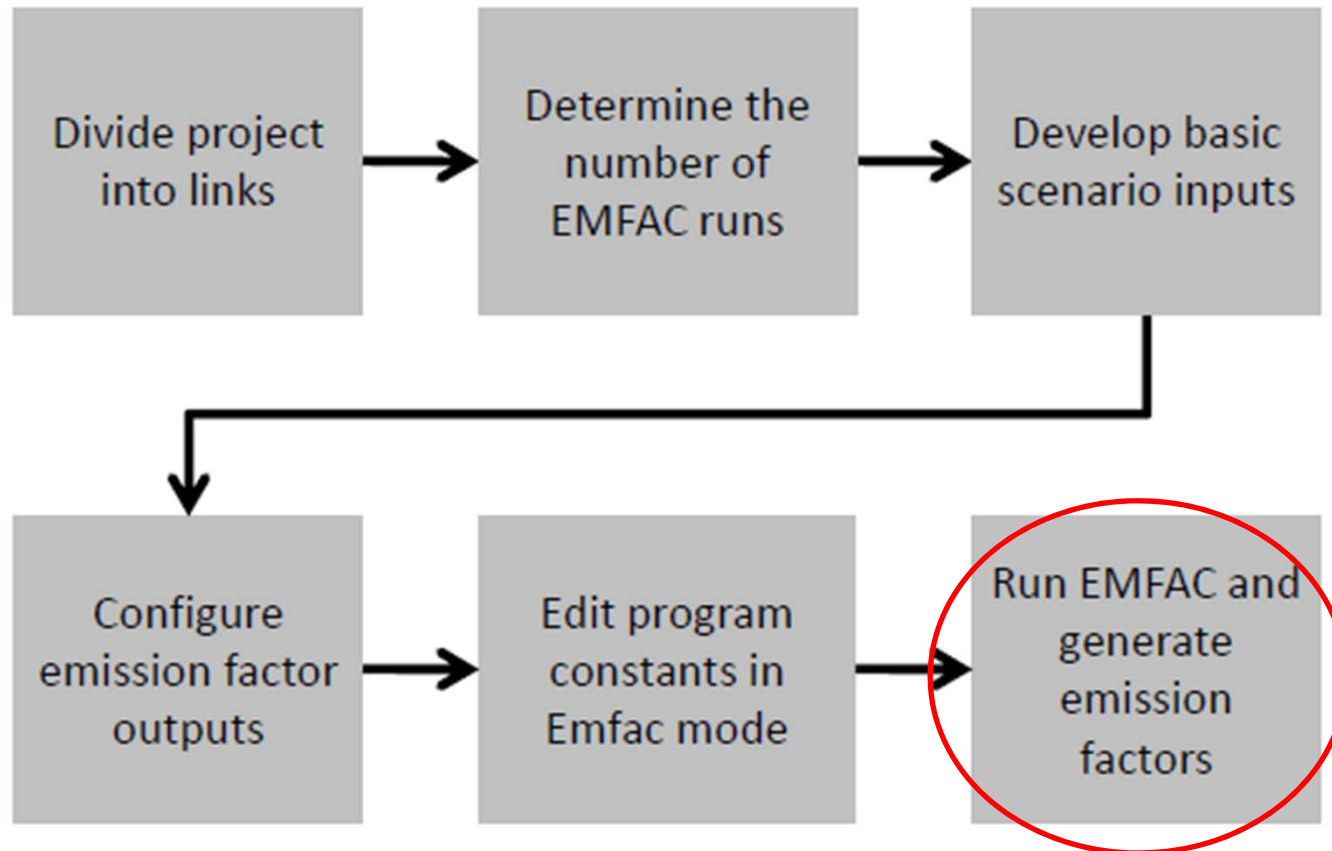 Divide project
into links
Determine the
number of
EMFAC runs
Develop basic
scenario inputs
Configure
emission factor
outputs
Edit program
constants in
Emfac mode
Run EMFAC and
generate
emission
factors